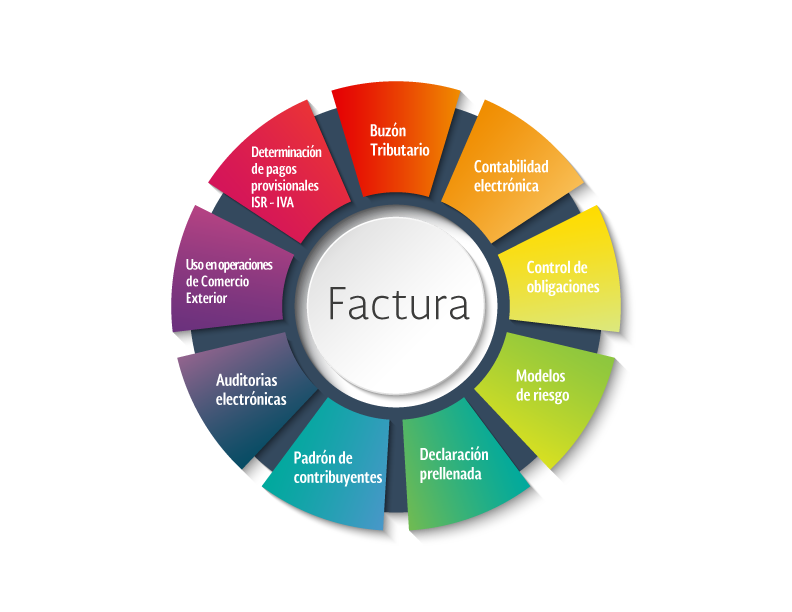 Buzón
Tributario
Contabilidad
electrónica
Control de
obligaciones
Modelos
de riesgo
Declaración
prellenada
Padrón de
contribuyentes
Auditorias
electrónicas
Uso en operaciones
de Comercio
Exterior
Determinación
de pagos
provisionales
ISR - IVA
Factura